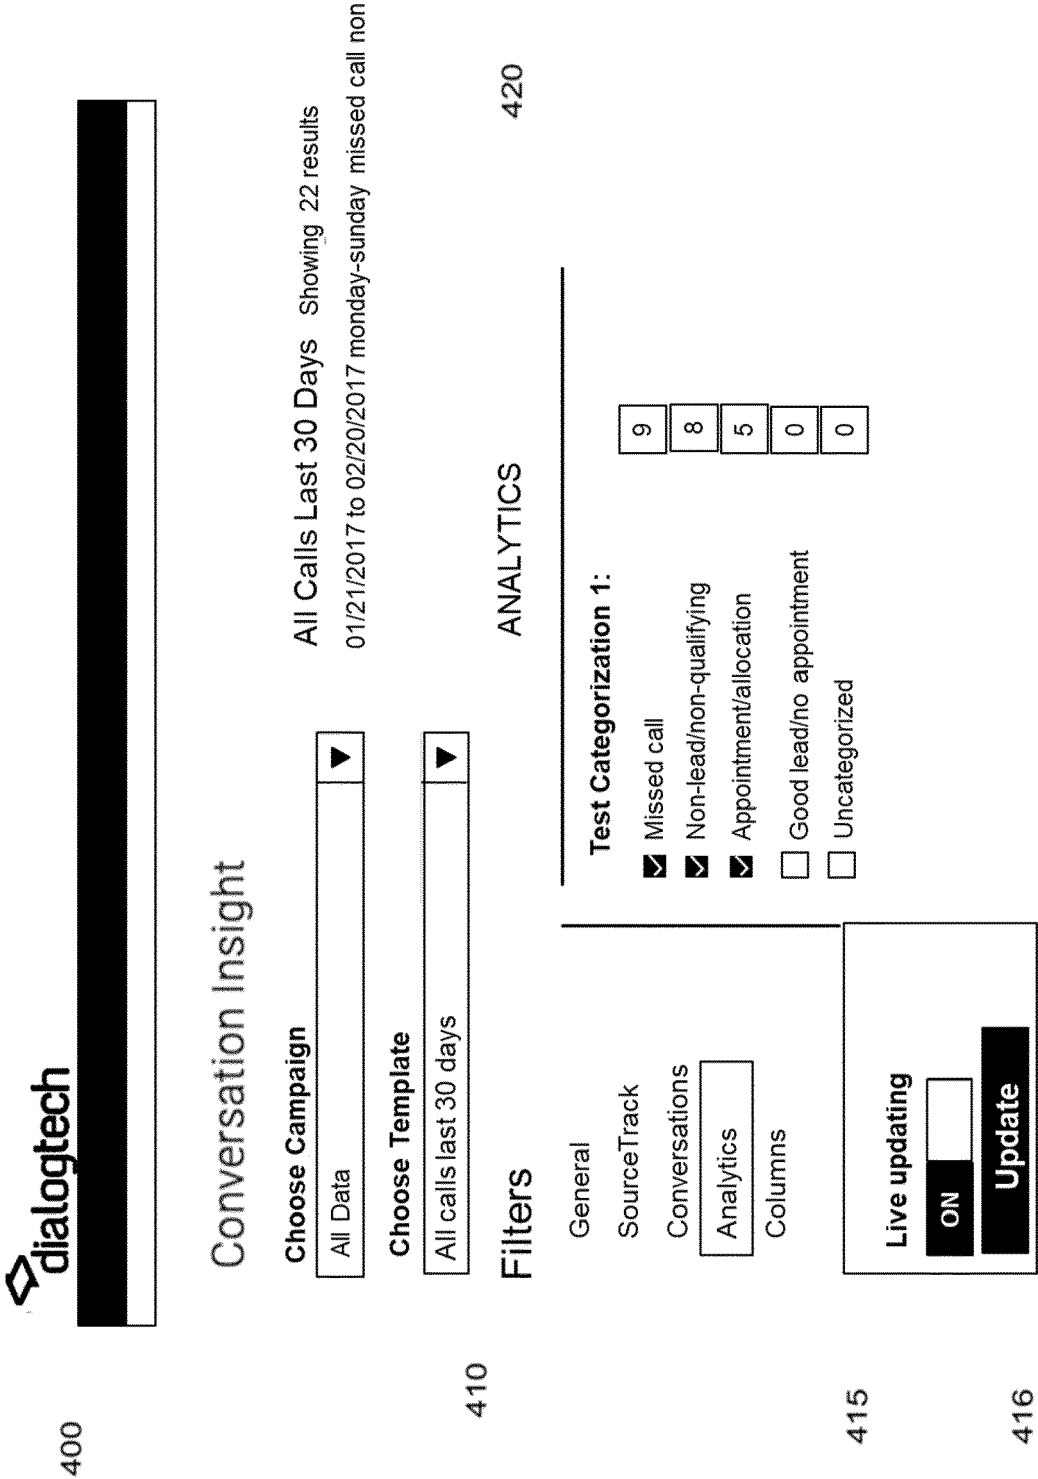 400
dialogtech
Conversation Insight
Choose Campaign
All Data
All Calls Last 30 Days Showing 22 results
01/21/2017 to 02/20/2017 monday-sunday missed call non
Choose Template
All calls last 30 days
410
Filters
ANALYTICS
420
General
SourceTrack
Conversations
Analytics
Columns
Test Categorization 1:
Missed call 9
Non-lead/non-qualifying 8
Appointment/allocation 5
Good lead/no appointment 0
Uncategorized 0
415
Live updating
ON
416
Update